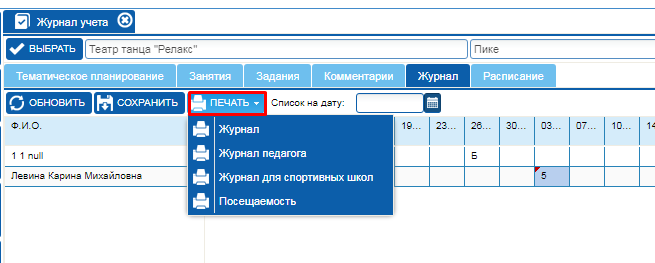 Журнал учета
ВЫБРАТЬ Театр танца "Релакс" Пике
Тематическое планирование Занятия Задания Комментарии Журнал Расписание
ОБНОВИТЬ СОХРАНИТЬ ПЕЧАТЬ Список на дату:
Ф.И.О. 19... 23... 26... 30... 03... 07... 10... 14
Журнал
1 1 null Б
Журнал педагога
Левина Карина Михайловна 5
Журнал для спортивных школ
Посещаемость